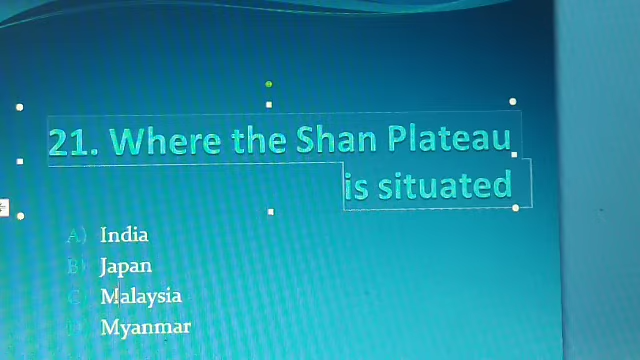 21. Where the Shan Plateau
is situated
A) India
B) Japan
C) Malaysia
Myanmar